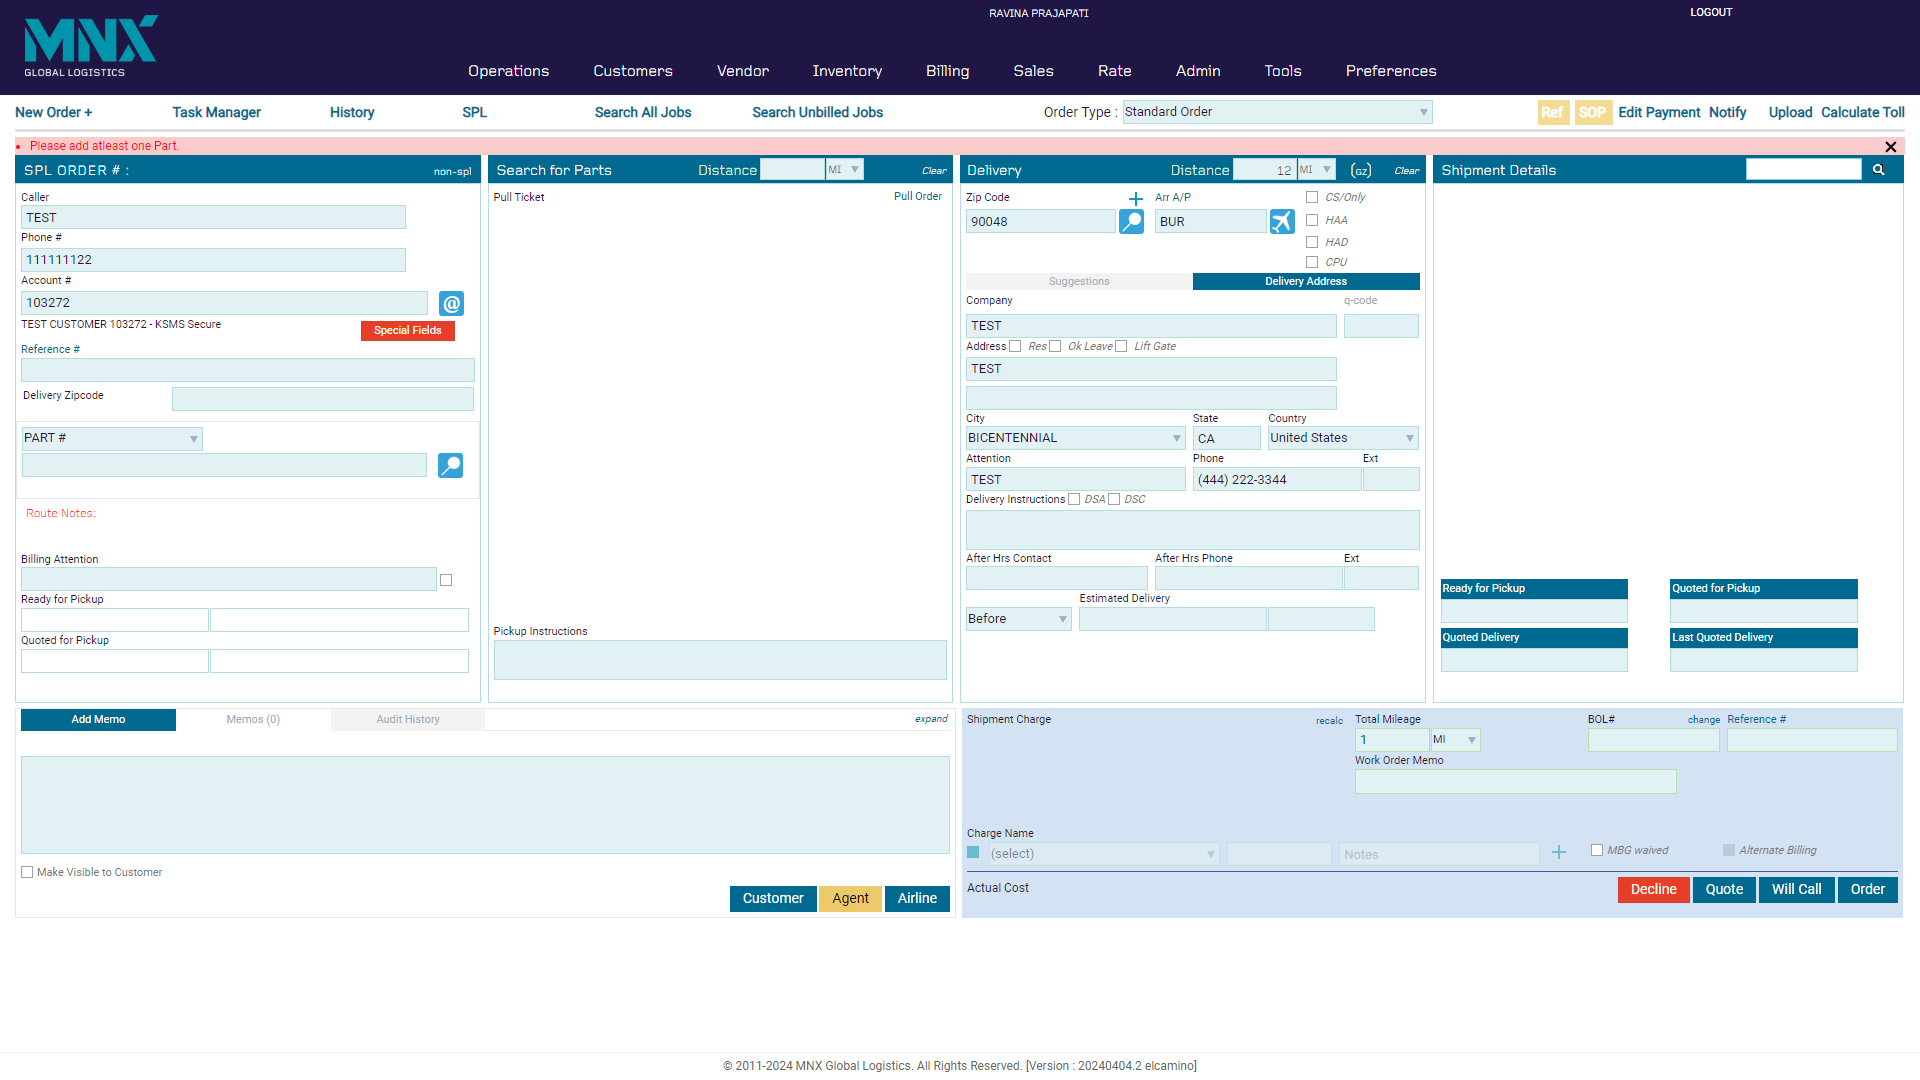 MNX
GLOBAL LOGISTICS
RAVINA PRAJAPATI
LOGOUT
Operations Customers Vendor Inventory Billing Sales Rate Admin Tools Preferences
New Order + Task Manager History SPL Search All Jobs Search Unbilled Jobs Order Type : Standard Order Ref SOP Edit Payment Notify Upload Calculate Toll
Please add atleast one Part.
SPL ORDER # : non-spl
Caller
TEST
Phone #
111111122
Account #
103272
@
TEST CUSTOMER 103272 - KSMS Secure
Special Fields
Reference #
Delivery Zipcode
PART #
Route Notes:
Billing Attention
Ready for Pickup
Quoted for Pickup
Search for Parts Distance MI Clear
Pull Ticket Pull Order
Pickup Instructions
Delivery Distance 12 MI (GZ) Clear
Zip Code + Arr A/P CS/Only
90048 BUR HAA
HAD
CPU
Suggestions Delivery Address
Company q-code
TEST
Address Res Ok Leave Lift Gate
TEST
City State Country
BICENTENNIAL CA United States
Attention Phone Ext
TEST (444) 222-3344
Delivery Instructions DSA DSC
After Hrs Contact After Hrs Phone Ext
Estimated Delivery
Before
Shipment Details
Ready for Pickup Quoted for Pickup
Quoted Delivery Last Quoted Delivery
Add Memo Memos (0) Audit History expand
Make Visible to Customer
Customer Agent Airline
Shipment Charge recalc Total Mileage BOL# change Reference #
1 MI
Work Order Memo
Charge Name
(select) Notes + MBG waived Alternate Billing
Actual Cost Decline Quote Will Call Order
© 2011-2024 MNX Global Logistics. All Rights Reserved. [Version : 20240404.2 elcamino]